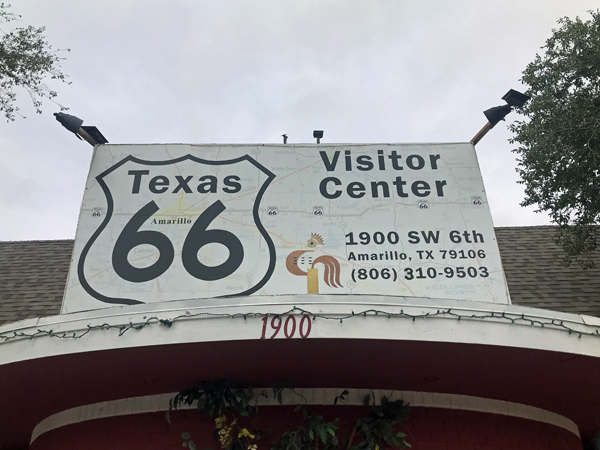 Texas
Amarillo
66
Visitor
Center
1900 SW 6th
Amarillo, TX 79106
(806) 310-9503
1900